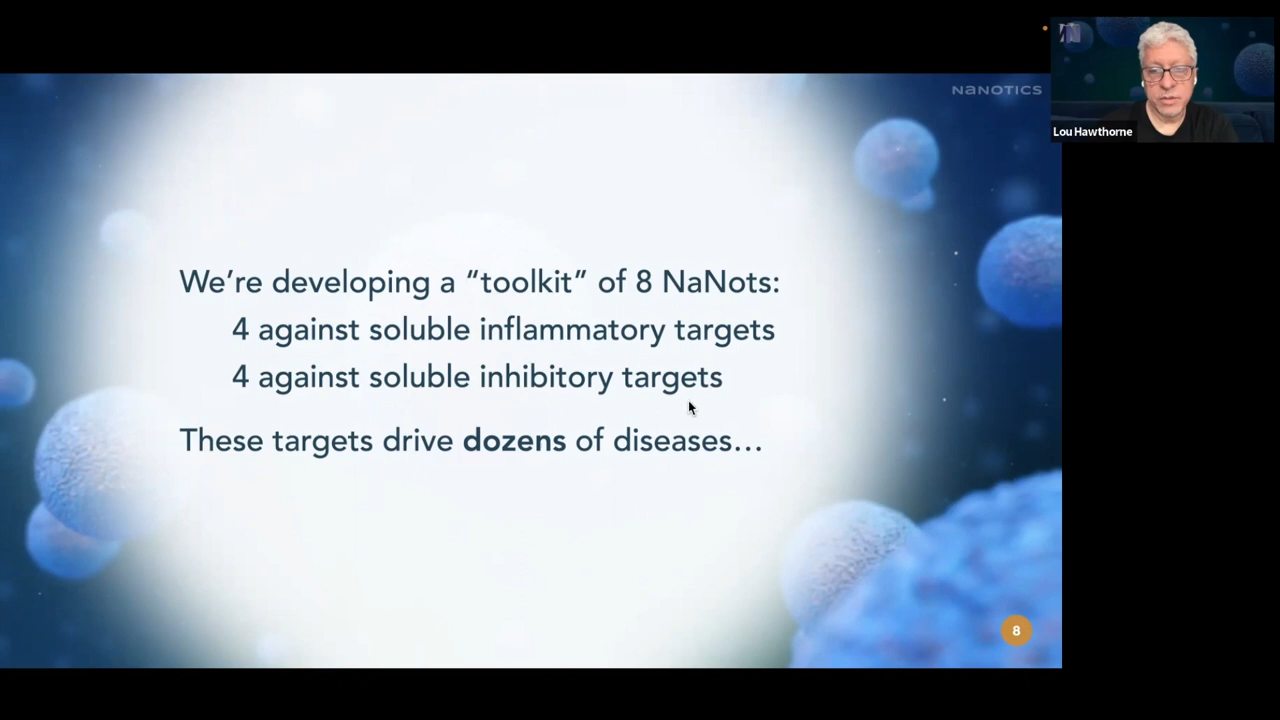 NANOTICS
Lou Hawthorne
We're developing a “toolkit” of 8 NaNots:
4 against soluble inflammatory targets
4 against soluble inhibitory targets
These targets drive dozens of diseases…
8